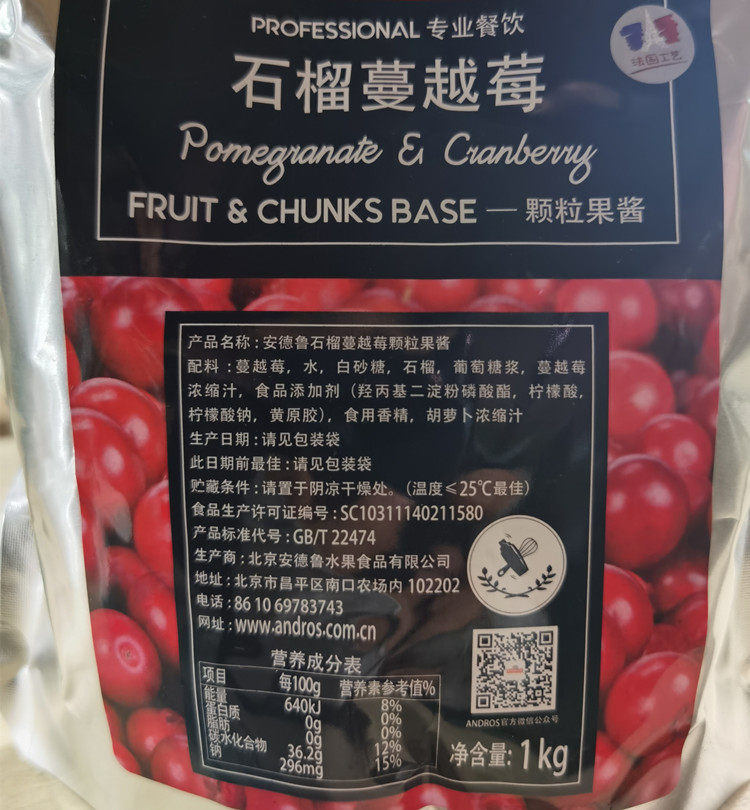 PROFESSIONAL 专业餐饮
法国工艺
石榴蔓越莓
Pomegranate & Cranberry
FRUIT & CHUNKS BASE — 颗粒果酱
产品名称：安德鲁石榴蔓越莓颗粒果酱
配料：蔓越莓，水，白砂糖，石榴，葡萄糖浆，蔓越莓
浓缩汁，食品添加剂（羟丙基二淀粉磷酸酯，柠檬酸，
柠檬酸钠，黄原胶），食用香精，胡萝卜浓缩汁
生产日期：请见包装袋
此日期前最佳：请见包装袋
贮藏条件：请置于阴凉干燥处。（温度≤25℃最佳）
食品生产许可证编号：SC10311140211580
产品标准代号：GB/T 22474
生产商：北京安德鲁水果食品有限公司
地址：北京市昌平区南口农场内 102202
电话：86 10 69783743
网址：www.andros.com.cn
营养成分表
项目 每100g 营养素参考值%
能量 640kJ 8%
蛋白质 0g 0%
脂肪 0g 0%
碳水化合物 36.2g 12%
钠 296mg 15%
ANDROS官方微信公众号
净含量：1kg